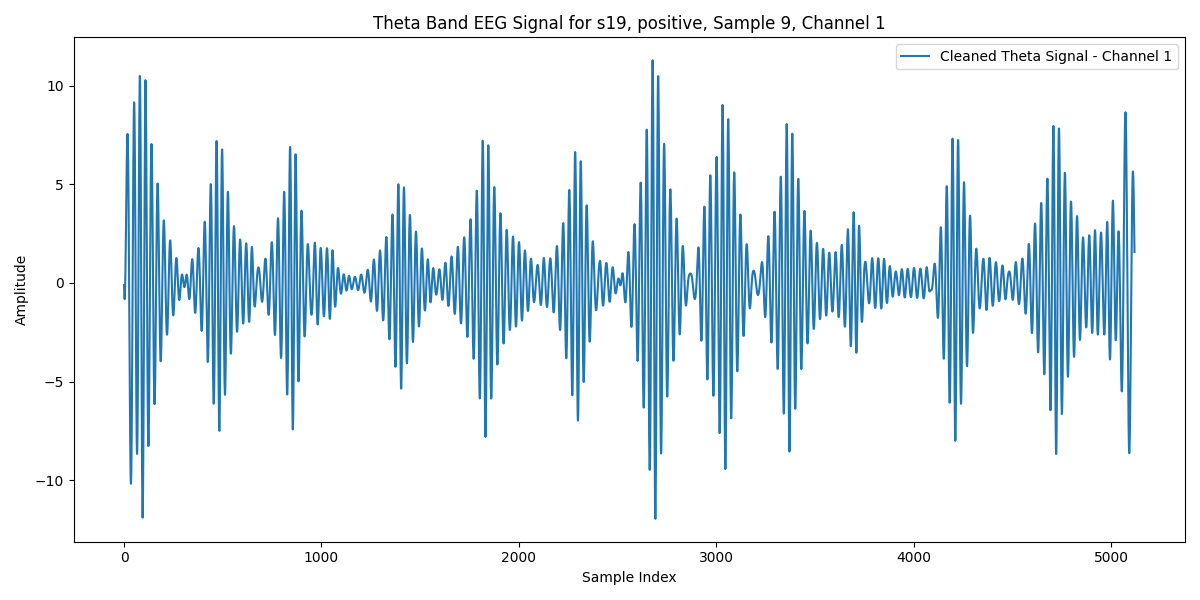 Theta Band EEG Signal for s19, positive, Sample 9, Channel 1
Cleaned Theta Signal - Channel 1
Amplitude
10
5
0
−5
−10
0 1000 2000 3000 4000 5000
Sample Index